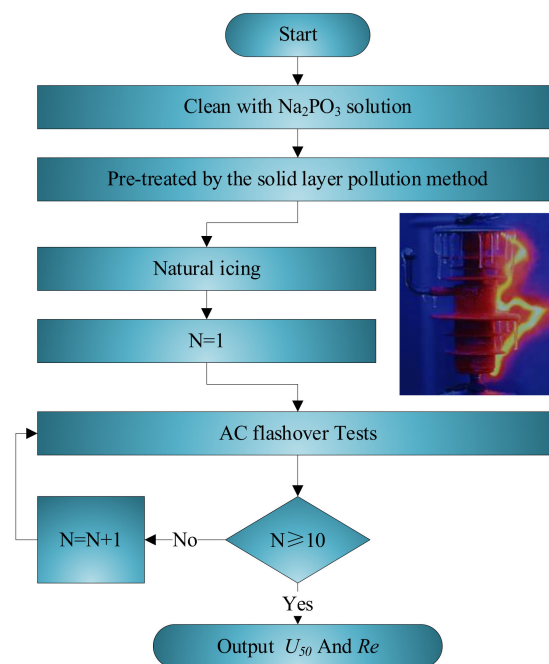 Start
Clean with Na₂PO₃ solution
Pre-treated by the solid layer pollution method
Natural icing
N=1
AC flashover Tests
N=N+1
No
N≥10
Yes
Output U₅₀ And Re